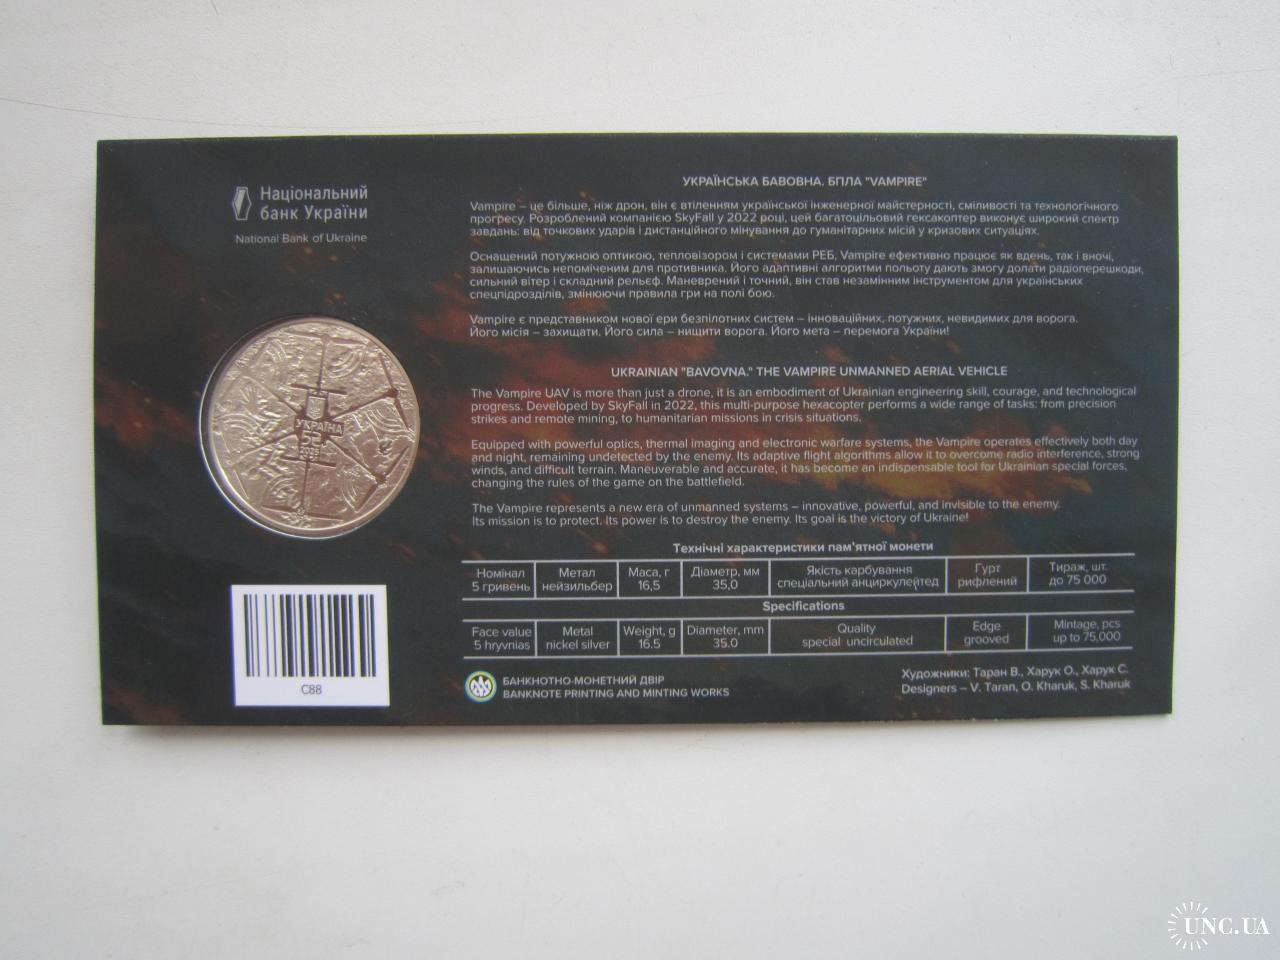 Національний
банк України
National Bank of Ukraine
УКРАЇНСЬКА БАВОВНА. БПЛА "VAMPIRE"
Vampire – це більше, ніж дрон, він є втіленням української інженерної майстерності, сміливості та технологічного
прогресу. Розроблений компанією SkyFall у 2022 році, цей багатоцільовий гексакоптер виконує широкий спектр
завдань: від точкових ударів і дистанційного мінування до гуманітарних місій у кризових ситуаціях.
Оснащений потужною оптикою, тепловізором і системами РЕБ, Vampire ефективно працює як вдень, так і вночі,
залишаючись непоміченим для противника. Його адаптивні алгоритми польоту дають змогу долати радіоперешкоди,
сильний вітер і складний рельєф. Маневрений і точний, він став незамінним інструментом для українських
спецпідрозділів, змінюючи правила гри на полі бою.
Vampire є представником нової ери безпілотних систем – інноваційних, потужних, невидимих для ворога.
Його місія – захищати. Його сила – нищити ворога. Його мета – перемога України!
UKRAINIAN "BAVOVNA." THE VAMPIRE UNMANNED AERIAL VEHICLE
The Vampire UAV is more than just a drone, it is an embodiment of Ukrainian engineering skill, courage, and technological
progress. Developed by SkyFall in 2022, this multi-purpose hexacopter performs a wide range of tasks: from precision
strikes and remote mining, to humanitarian missions in crisis situations.
Equipped with powerful optics, thermal imaging and electronic warfare systems, the Vampire operates effectively both day
and night, remaining undetected by the enemy. Its adaptive flight algorithms allow it to overcome radio interference, strong
winds, and difficult terrain. Maneuverable and accurate, it has become an indispensable tool for Ukrainian special forces,
changing the rules of the game on the battlefield.
The Vampire represents a new era of unmanned systems – innovative, powerful, and invisible to the enemy.
Its mission is to protect. Its power is to destroy the enemy. Its goal is the victory of Ukraine!
УКРАЇНА
5
2025
Технічні характеристики пам'ятної монети
Номінал Метал Маса, г Діаметр, мм Якість карбування Гурт Тираж, шт.
5 гривень нейзильбер 16,5 35,0 спеціальний анциркулейтед рифлений до 75 000
Specifications
Face value Metal Weight, g Diameter, mm Quality Edge Mintage, pcs
5 hryvnias nickel silver 16.5 35.0 special uncirculated grooved up to 75,000
C88
БАНКНОТНО-МОНЕТНИЙ ДВІР
BANKNOTE PRINTING AND MINTING WORKS
Художники: Таран В., Харук О., Харук С.
Designers – V. Taran, O. Kharuk, S. Kharuk
UNC.UA